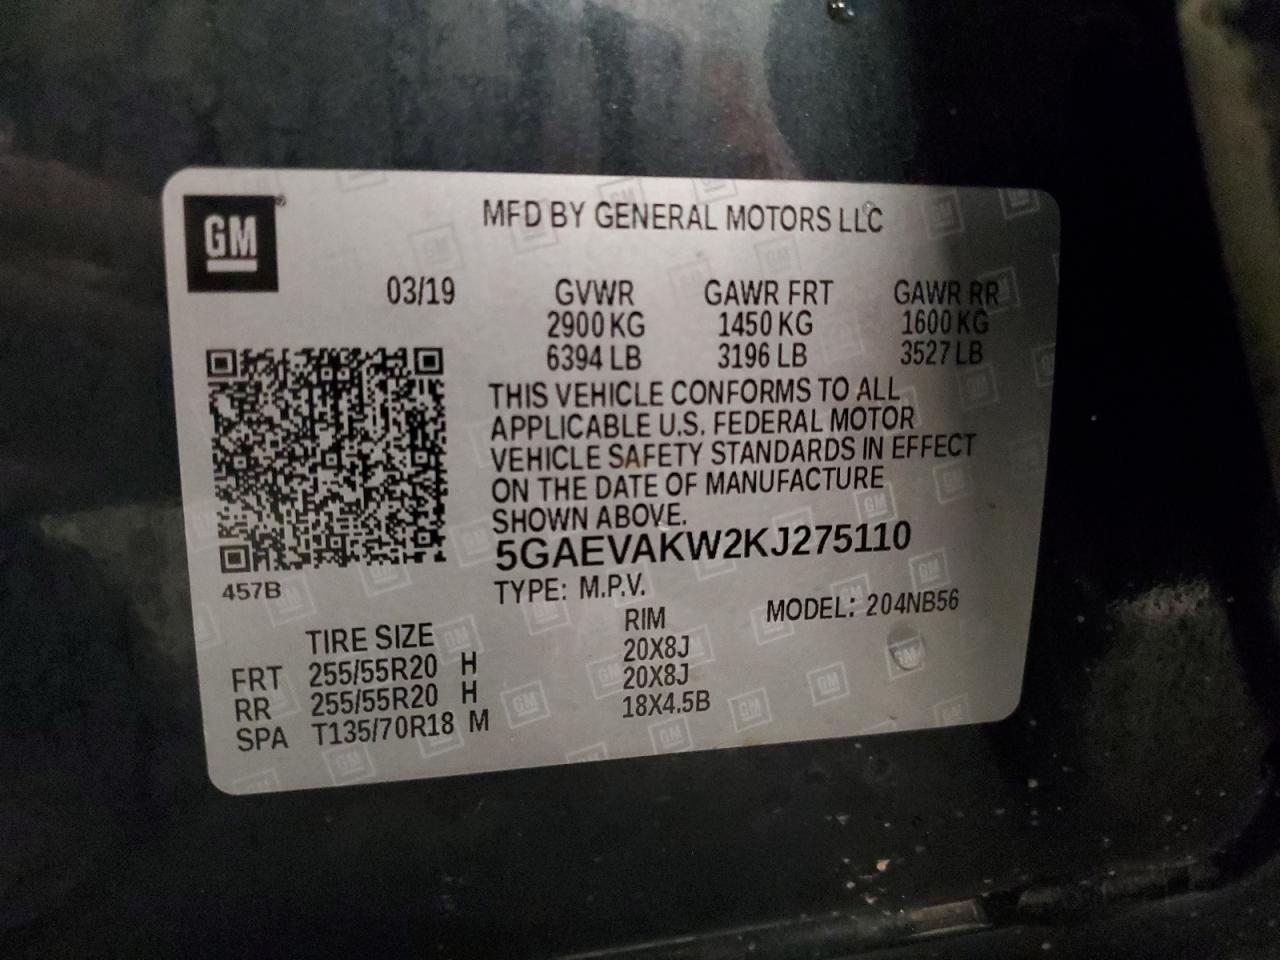 GM ®
MFD BY GENERAL MOTORS LLC
03/19 GVWR GAWR FRT GAWR RR
2900 KG 1450 KG 1600 KG
6394 LB 3196 LB 3527 LB
THIS VEHICLE CONFORMS TO ALL
APPLICABLE U.S. FEDERAL MOTOR
VEHICLE SAFETY STANDARDS IN EFFECT
ON THE DATE OF MANUFACTURE
SHOWN ABOVE.
5GAEVAKW2KJ275110
457B
TYPE: M.P.V. MODEL: 204NB56
TIRE SIZE RIM
FRT 255/55R20 H 20X8J
RR 255/55R20 H 20X8J
SPA T135/70R18 M 18X4.5B